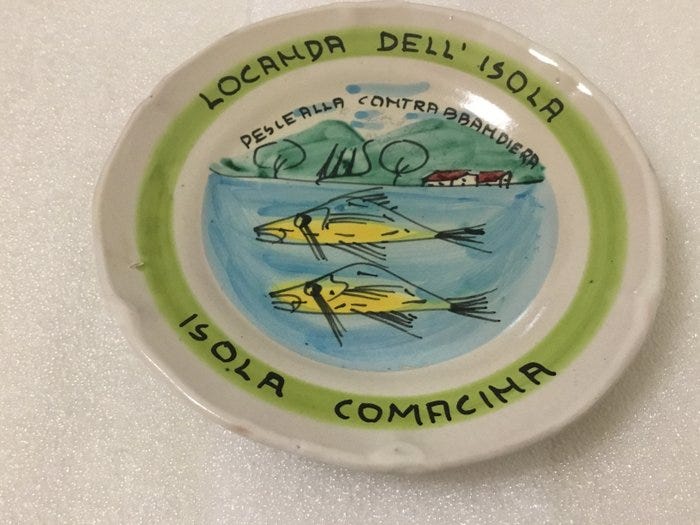 LOCANDA DELL' ISOLA
PESCE ALLA CONTRABBANDIERA
ISOLA COMACINA